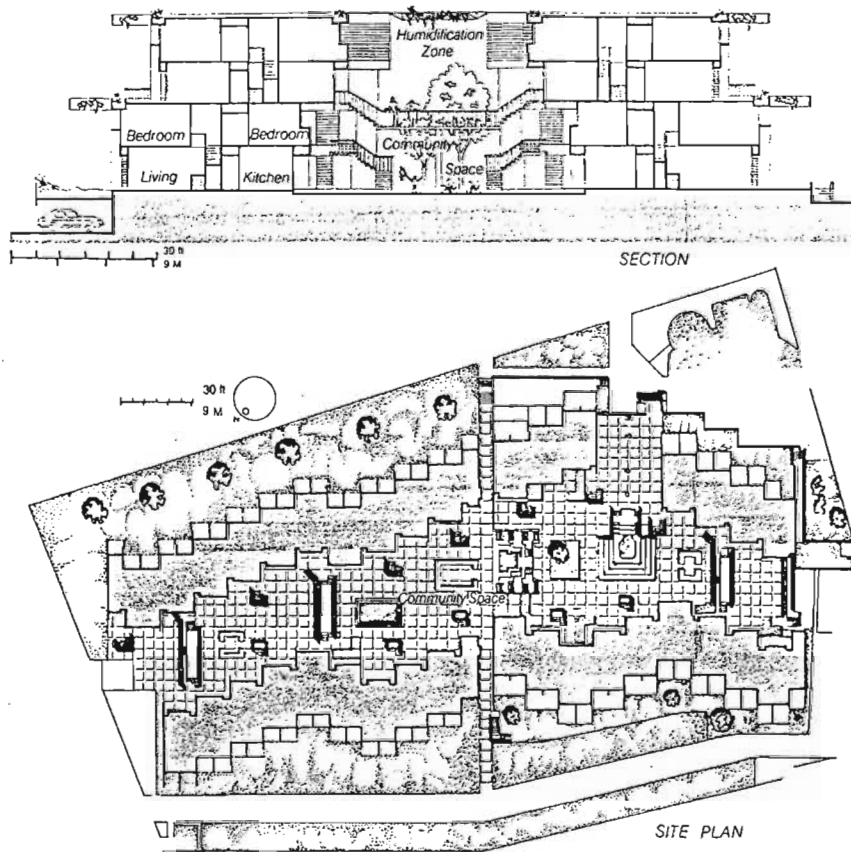 Humidification
Zone
Bedroom
Bedroom
Community
Living
Kitchen
Space
30 ft
9 M
SECTION
30 ft
9 M
N
Community Space
SITE PLAN